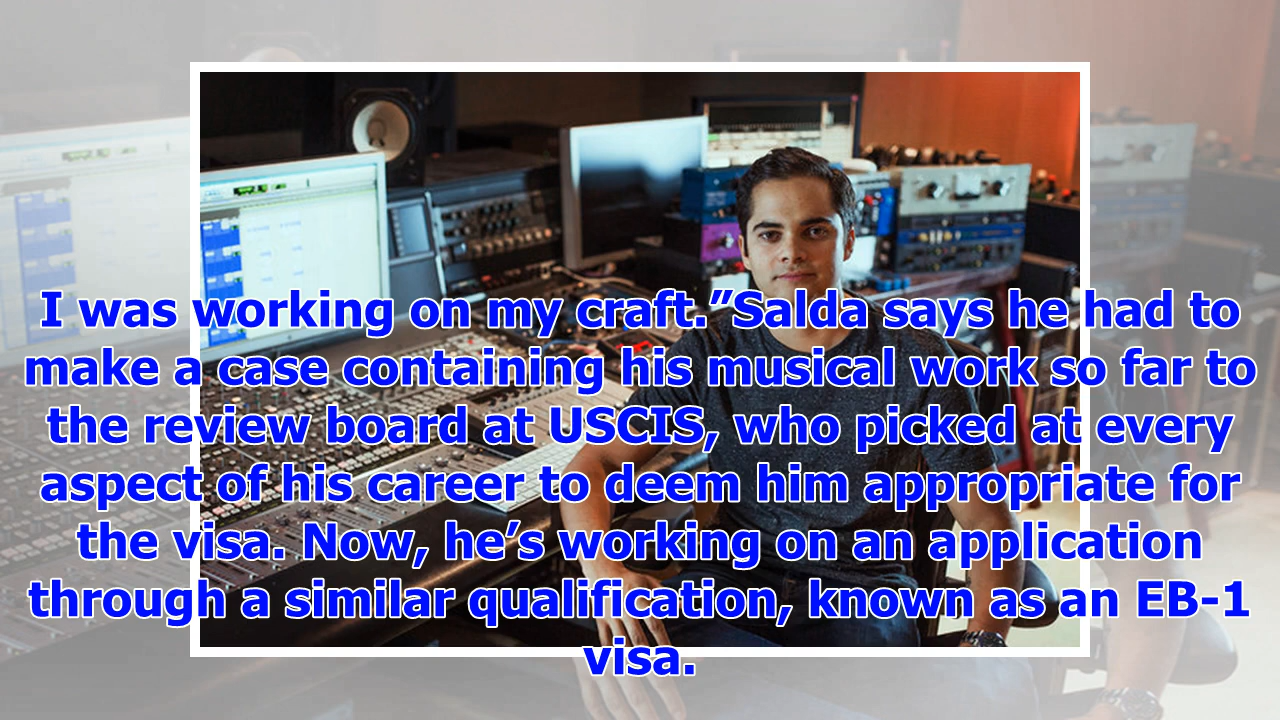 I was working on my craft.”Salda says he had to
make a case containing his musical work so far to
the review board at USCIS, who picked at every
aspect of his career to deem him appropriate for
the visa. Now, he’s working on an application
through a similar qualification, known as an EB-1
visa.